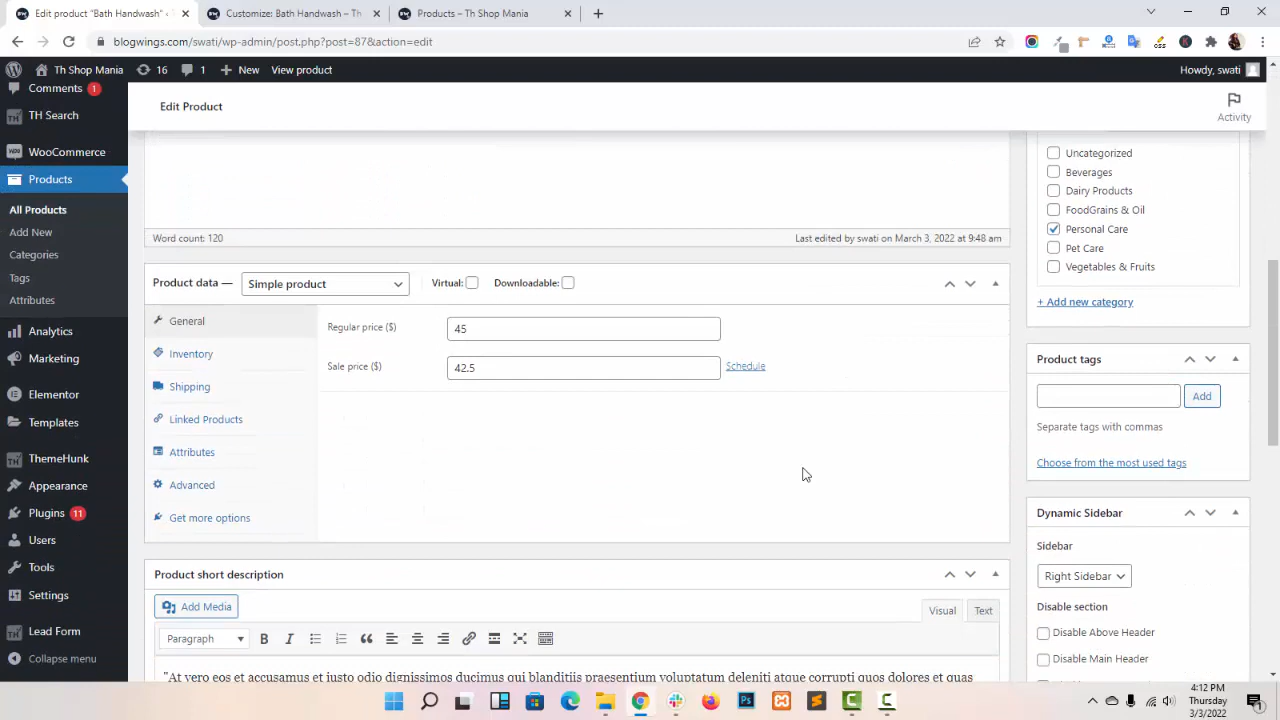 Edit product "Bath Handwash" ‹
Customize: Bath Handwash – Th
Products – Th Shop Mania
blogwings.com/swati/wp-admin/post.php?post=87&action=edit
Th Shop Mania
16
1
New
View product
Howdy, swati
Comments 1
TH Search
WooCommerce
Products
All Products
Add New
Categories
Tags
Attributes
Analytics
Marketing
Elementor
Templates
ThemeHunk
Appearance
Plugins 11
Users
Tools
Settings
Lead Form
Collapse menu
Edit Product
Activity
Word count: 120
Last edited by swati on March 3, 2022 at 9:48 am
Product data —
Simple product
Virtual:
Downloadable:
General
Inventory
Shipping
Linked Products
Attributes
Advanced
Get more options
Regular price ($)
45
Sale price ($)
42.5
Schedule
Product short description
Add Media
Visual
Text
Paragraph
"At vero eos et accusamus et iusto odio dignissimos ducimus qui blanditiis praesentium voluptatum deleniti atque corrupti quos dolores et quas
Uncategorized
Beverages
Dairy Products
FoodGrains & Oil
Personal Care
Pet Care
Vegetables & Fruits
+ Add new category
Product tags
Add
Separate tags with commas
Choose from the most used tags
Dynamic Sidebar
Sidebar
Right Sidebar
Disable section
Disable Above Header
Disable Main Header
4:12 PM
Thursday
3/3/2022